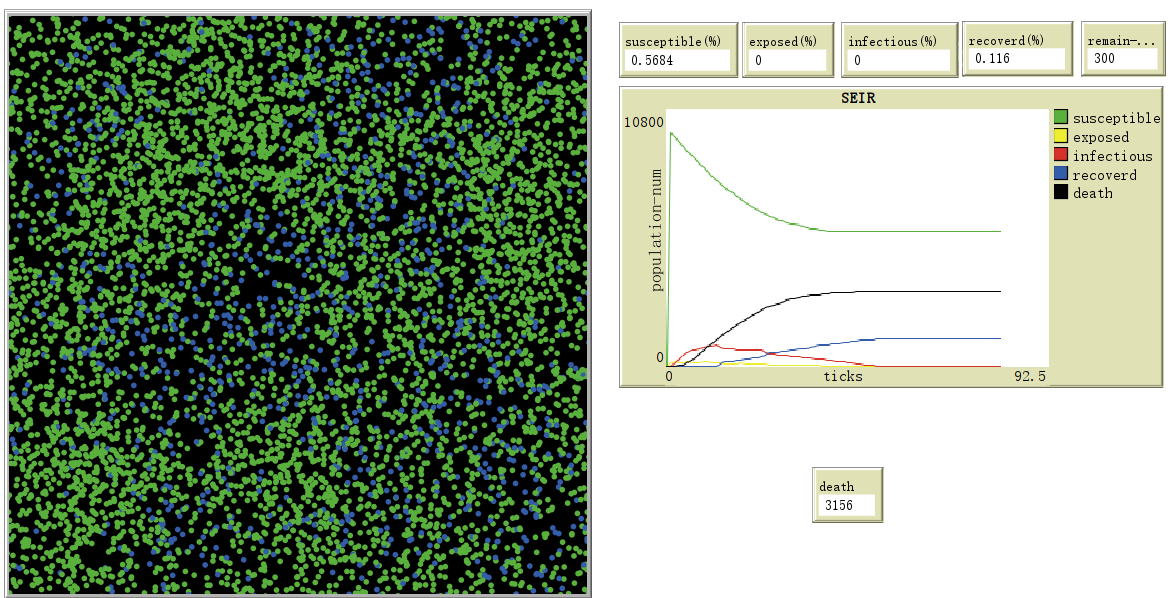 susceptible(%)
0.5684
exposed(%)
0
infectious(%)
0
recoverd(%)
0.116
remain-...
300
SEIR
10800
population-num
0
0
ticks
92.5
susceptible
exposed
infectious
recoverd
death
death
3156